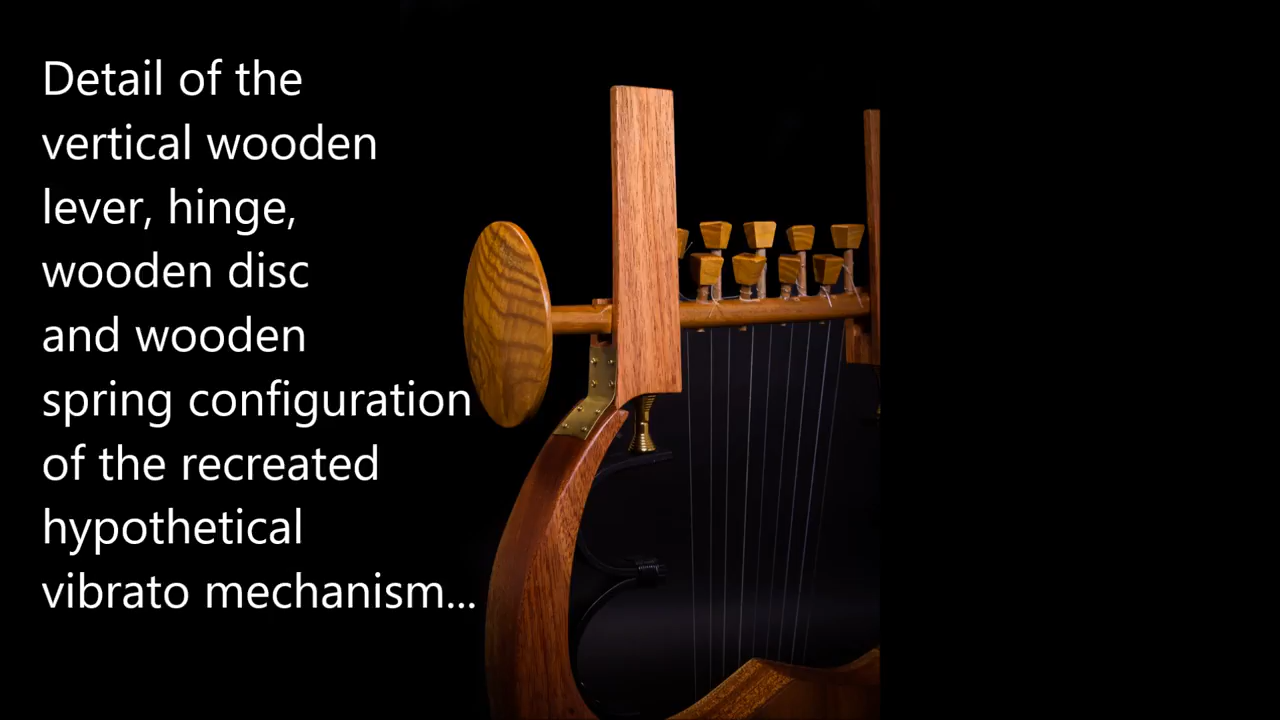 Detail of the
vertical wooden
lever, hinge,
wooden disc
and wooden
spring configuration
of the recreated
hypothetical
vibrato mechanism...